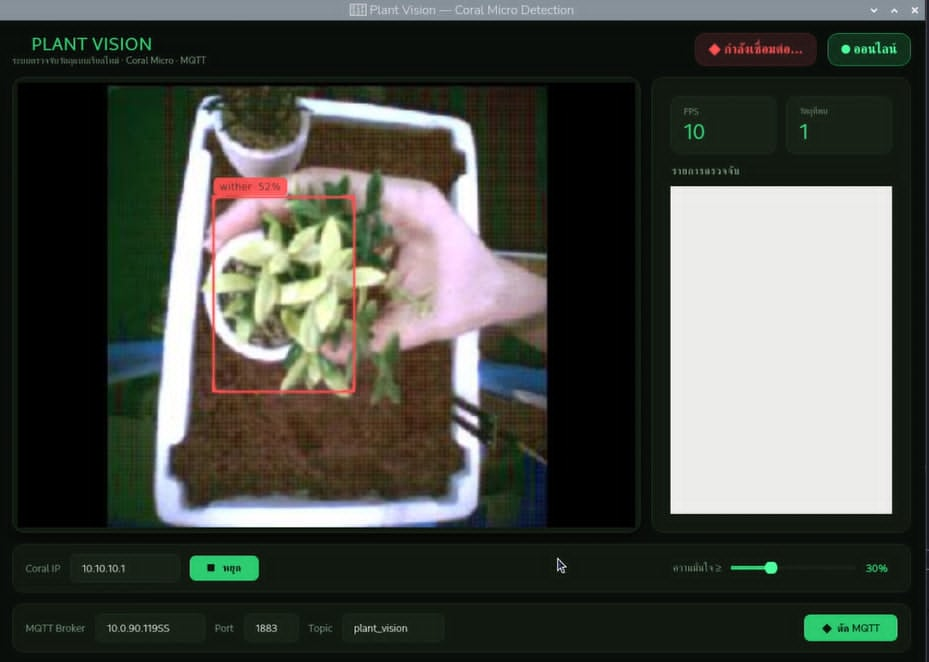 Plant Vision — Coral Micro Detection
PLANT VISION
ระบบตรวจจับวัตถุแบบเรียลไทม์ · Coral Micro · MQTT
◆ กำลังเชื่อมต่อ...
● ออนไลน์
wither 52%
FPS
10
วัตถุที่พบ
1
รายการตรวจจับ
Coral IP
10.10.10.1
■ หยุด
ความมั่นใจ ≥
30%
MQTT Broker
10.0.90.119SS
Port
1883
Topic
plant_vision
◆ ตัด MQTT